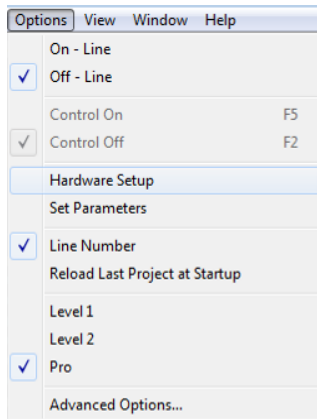 Options View Window Help
On - Line
Off - Line
Control On F5
Control Off F2
Hardware Setup
Set Parameters
Line Number
Reload Last Project at Startup
Level 1
Level 2
Pro
Advanced Options...